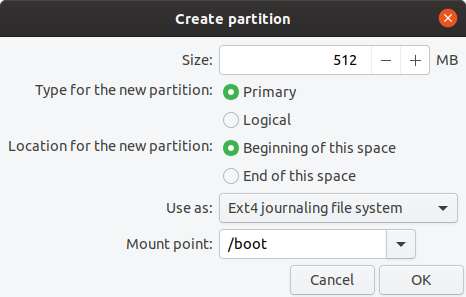 Create partition
Size: 512 MB
Type for the new partition: Primary
Logical
Location for the new partition: Beginning of this space
End of this space
Use as: Ext4 journaling file system
Mount point: /boot
Cancel OK